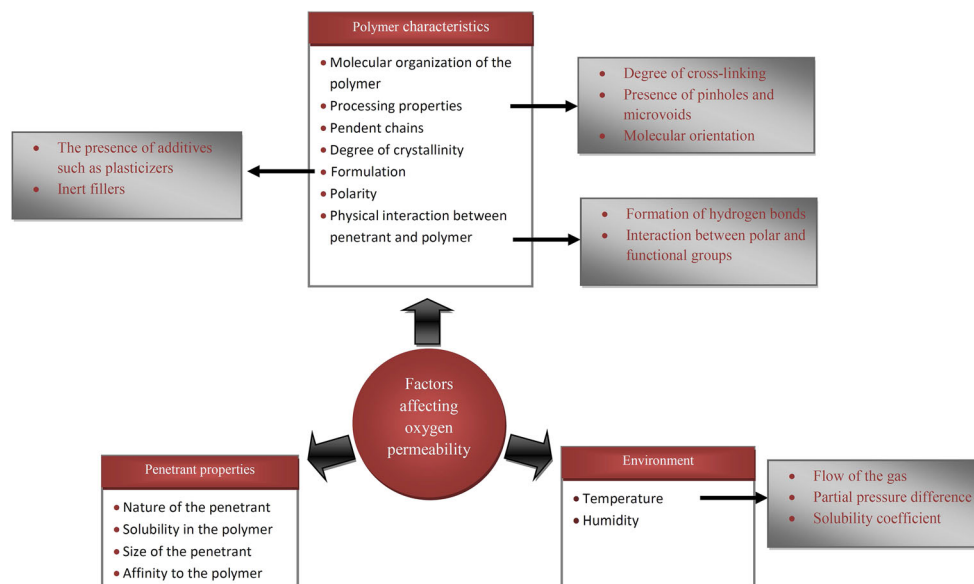 Polymer characteristics
Molecular organization of the
polymer
Processing properties
Pendent chains
Degree of crystallinity
Formulation
Polarity
Physical interaction between
penetrant and polymer
Degree of cross-linking
Presence of pinholes and
microvoids
Molecular orientation
The presence of additives
such as plasticizers
Inert fillers
Formation of hydrogen bonds
Interaction between polar and
functional groups
Factors
affecting
oxygen
permeability
Penetrant properties
Nature of the penetrant
Solubility in the polymer
Size of the penetrant
Affinity to the polymer
Environment
Temperature
Humidity
Flow of the gas
Partial pressure difference
Solubility coefficient